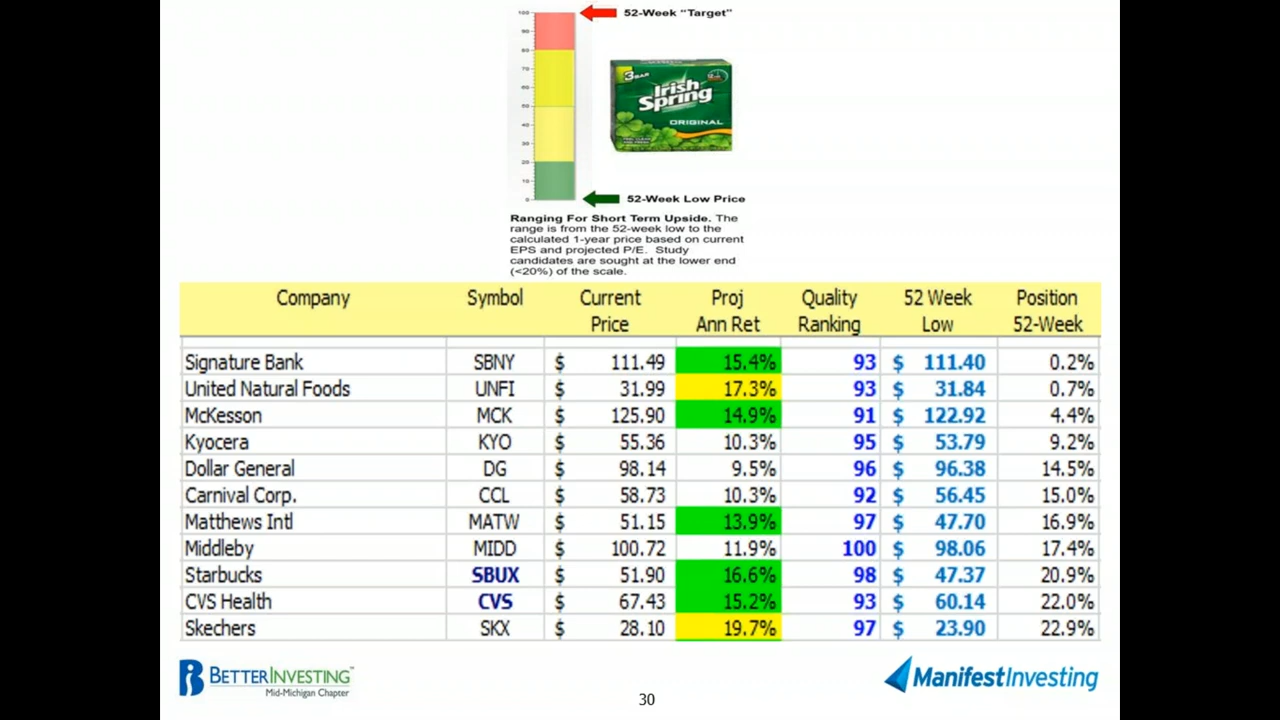 100
52-Week “Target”
90
80
70
60
50
40
30
20
10
0
3 BAR
Irish
Spring
ORIGINAL
52-Week Low Price
Ranging For Short Term Upside. The
range is from the 52-week low to the
calculated 1-year price based on current
EPS and projected P/E. Study
candidates are sought at the lower end
(<20%) of the scale.
Company Symbol Current Price Proj Ann Ret Quality Ranking 52 Week Low Position 52-Week
Signature Bank SBNY $ 111.49 15.4% 93 $ 111.40 0.2%
United Natural Foods UNFI $ 31.99 17.3% 93 $ 31.84 0.7%
McKesson MCK $ 125.90 14.9% 91 $ 122.92 4.4%
Kyocera KYO $ 55.36 10.3% 95 $ 53.79 9.2%
Dollar General DG $ 98.14 9.5% 96 $ 96.38 14.5%
Carnival Corp. CCL $ 58.73 10.3% 92 $ 56.45 15.0%
Matthews Intl MATW $ 51.15 13.9% 97 $ 47.70 16.9%
Middleby MIDD $ 100.72 11.9% 100 $ 98.06 17.4%
Starbucks SBUX $ 51.90 16.6% 98 $ 47.37 20.9%
CVS Health CVS $ 67.43 15.2% 93 $ 60.14 22.0%
Skechers SKX $ 28.10 19.7% 97 $ 23.90 22.9%
BETTERINVESTING™
Mid-Michigan Chapter
30
ManifestInvesting